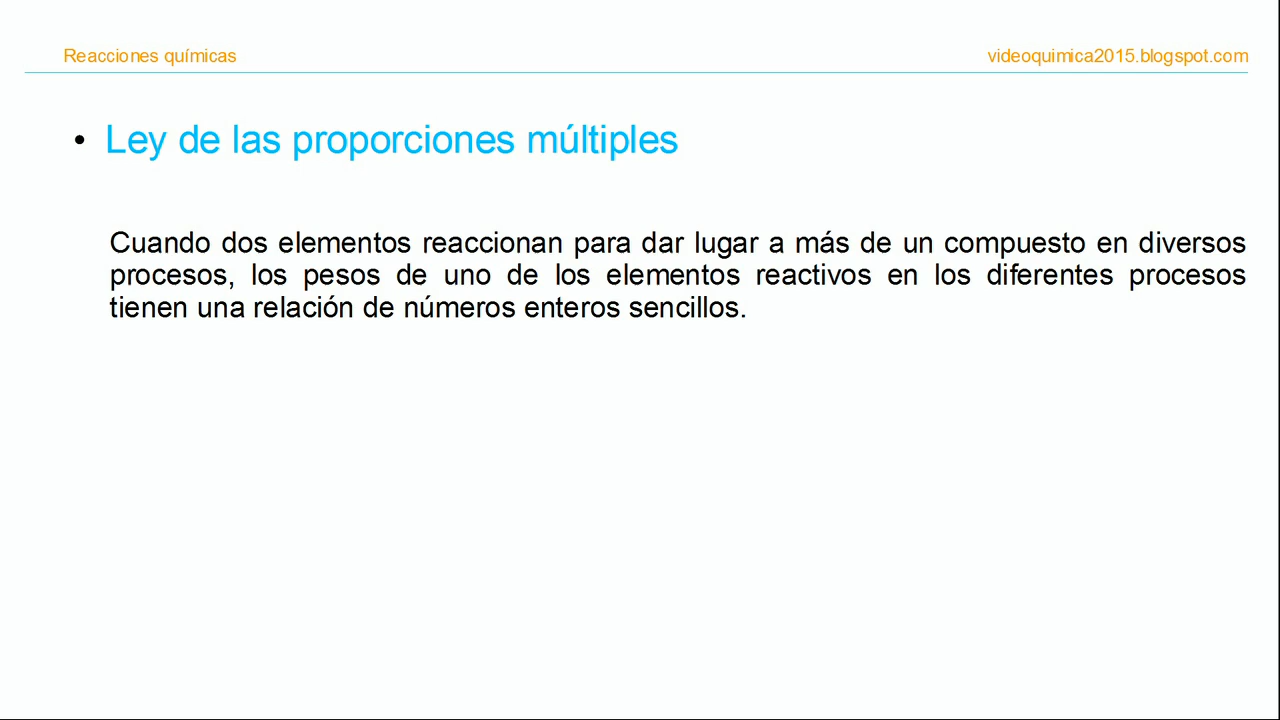 Reacciones químicas
videoquimica2015.blogspot.com
• Ley de las proporciones múltiples
Cuando dos elementos reaccionan para dar lugar a más de un compuesto en diversos
procesos, los pesos de uno de los elementos reactivos en los diferentes procesos
tienen una relación de números enteros sencillos.